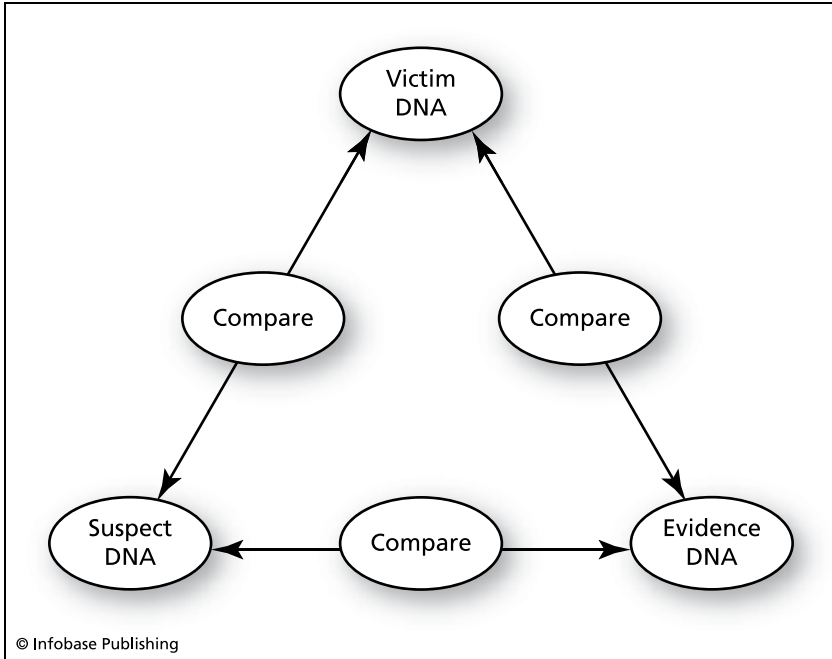 Victim
DNA
Compare
Compare
Suspect
DNA
Compare
Evidence
DNA
© Infobase Publishing